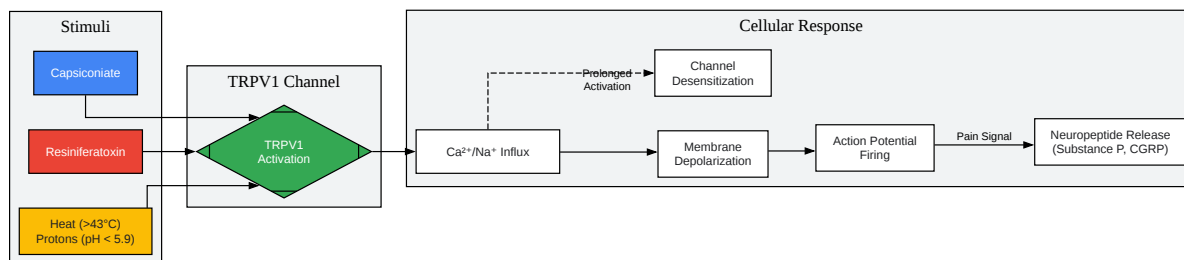 Stimuli
Capsiconiate
Resiniferatoxin
Heat (>43°C)
Protons (pH < 5.9)
TRPV1 Channel
TRPV1
Activation
Cellular Response
Ca²⁺/Na⁺ Influx
Prolonged
Activation
Channel
Desensitization
Membrane
Depolarization
Action Potential
Firing
Pain Signal
Neuropeptide Release
(Substance P, CGRP)